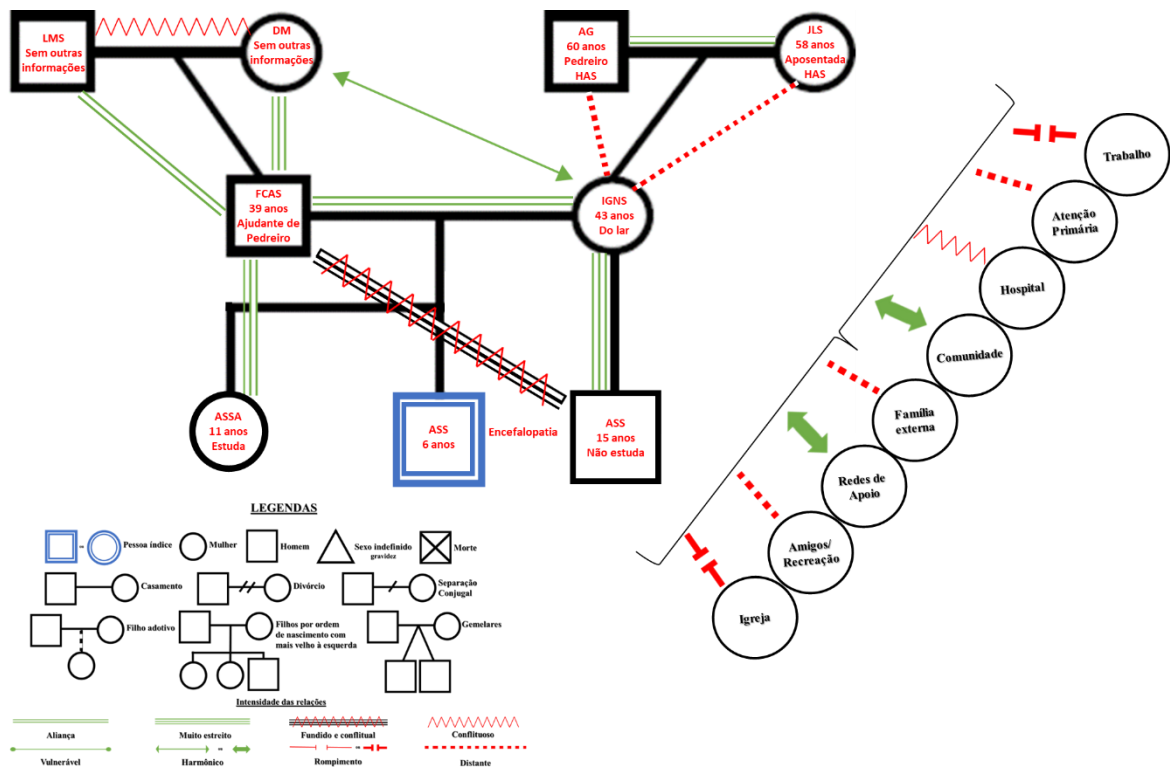 LMS
Sem outras
informações
DM
Sem outras
informações
AG
60 anos
Pedreiro
HAS
JLS
58 anos
Aposentada
HAS
FCAS
39 anos
Ajudante de
Pedreiro
IGNS
43 anos
Do lar
ASSA
11 anos
Estuda
ASS
6 anos
Encefalopatia
ASS
15 anos
Não estuda
Trabalho
Atenção
Primária
Hospital
Comunidade
Família
externa
Redes de
Apoio
Amigos/
Recreação
Igreja
LEGENDAS
Pessoa índice
Mulher
Homem
Sexo indefinido
gravidez
Morte
Casamento
Divórcio
Separação
Conjugal
Filho adotivo
Filhos por ordem
de nascimento com
mais velho à esquerda
Gemelares
Intensidade das relações
Aliança
Muito estreito
Fundido e conflitual
Conflituoso
Vulnerável
Harmônico
Rompimento
Distante